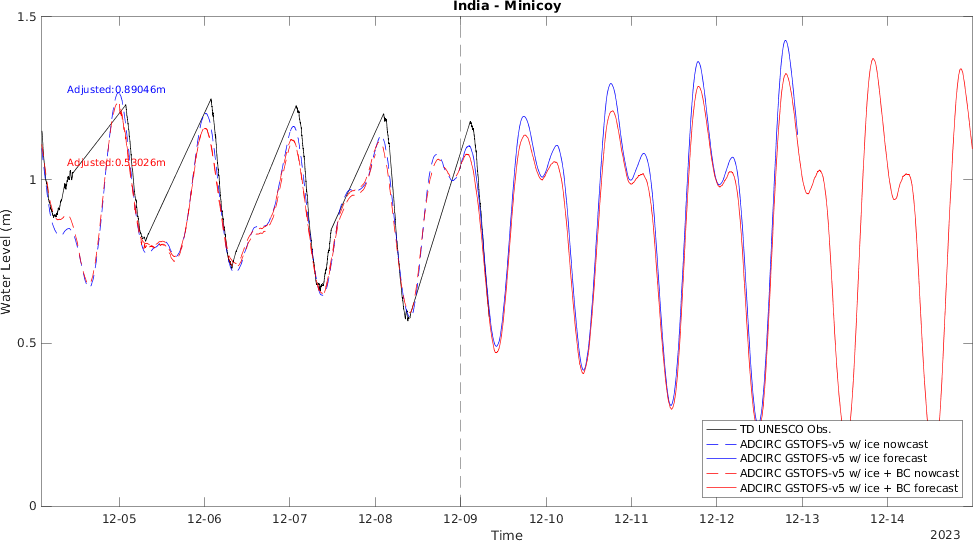 India - Minicoy
1.5
Adjusted:0.89046m
Adjusted:0.53026m
1
0.5
0
Water Level (m)
TD UNESCO Obs.
ADCIRC GSTOFS-v5 w/ ice nowcast
ADCIRC GSTOFS-v5 w/ ice forecast
ADCIRC GSTOFS-v5 w/ ice + BC nowcast
ADCIRC GSTOFS-v5 w/ ice + BC forecast
12-05 12-06 12-07 12-08 12-09 12-10 12-11 12-12 12-13 12-14
Time
2023